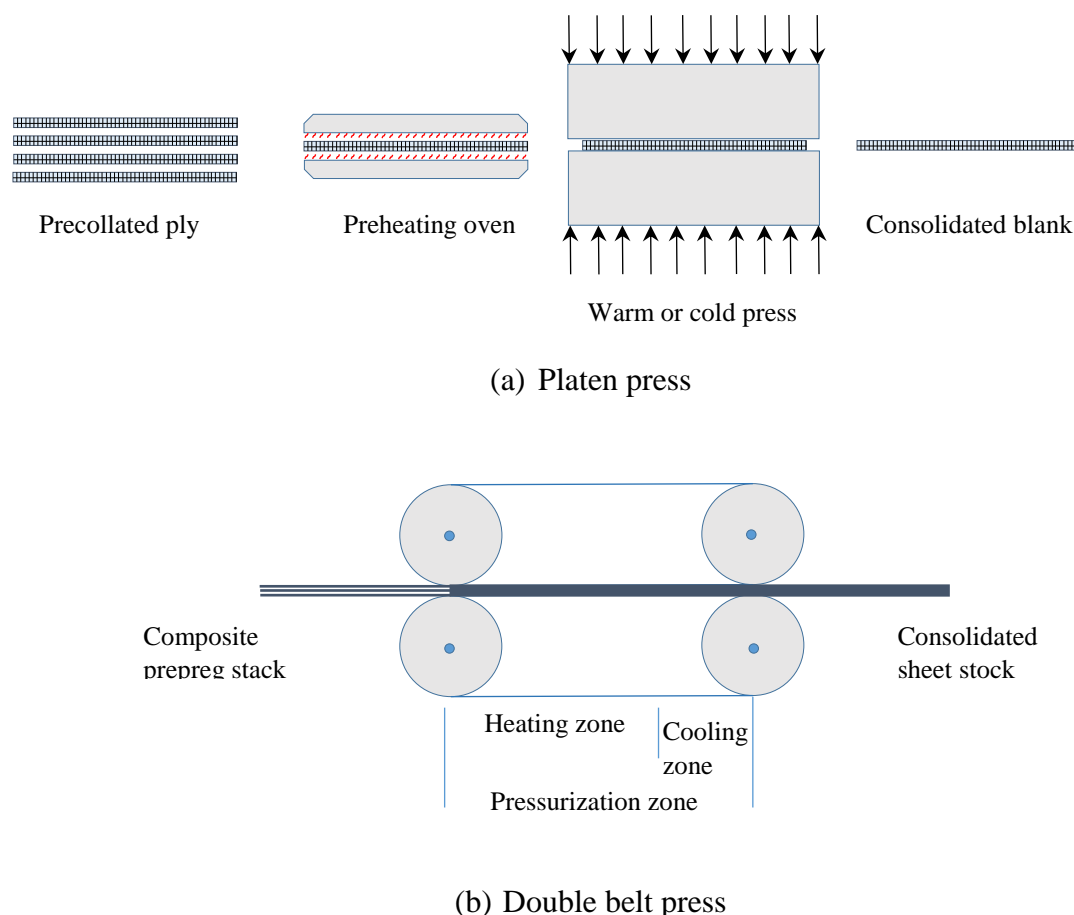 Precollated ply
Preheating oven
Consolidated blank
Warm or cold press
(a) Platen press
Composite
prepreg stack
Consolidated
sheet stock
Heating zone
Cooling
zone
Pressurization zone
(b) Double belt press